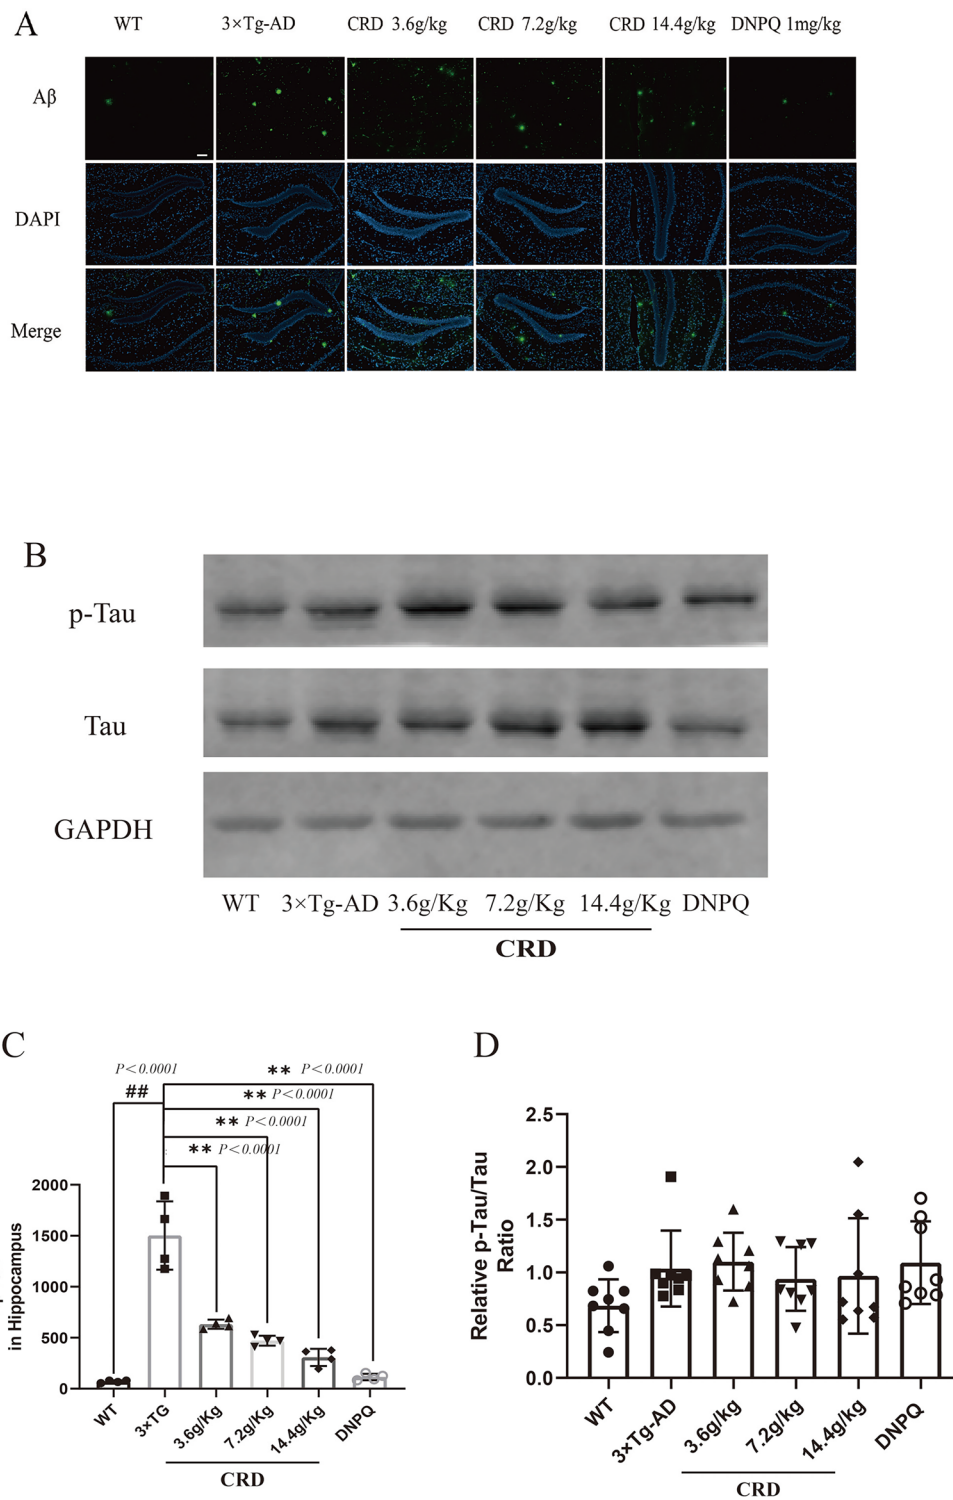 A
WT 3×Tg-AD CRD 3.6g/kg CRD 7.2g/kg CRD 14.4g/kg DNPQ 1mg/kg
Aβ
DAPI
Merge
B
p-Tau
Tau
GAPDH
WT 3×Tg-AD 3.6g/Kg 7.2g/Kg 14.4g/Kg DNPQ
CRD
C
P<0.0001
** P<0.0001
##
** P<0.0001
** P<0.0001
** P<0.0001
in Hippocampus
2000
1500
1000
500
0
WT 3×TG 3.6g/Kg 7.2g/Kg 14.4g/Kg DNPQ
CRD
D
Relative p-Tau/Tau
Ratio
2.5
2.0
1.5
1.0
0.5
0.0
WT 3×Tg-AD 3.6g/kg 7.2g/kg 14.4g/kg DNPQ
CRD